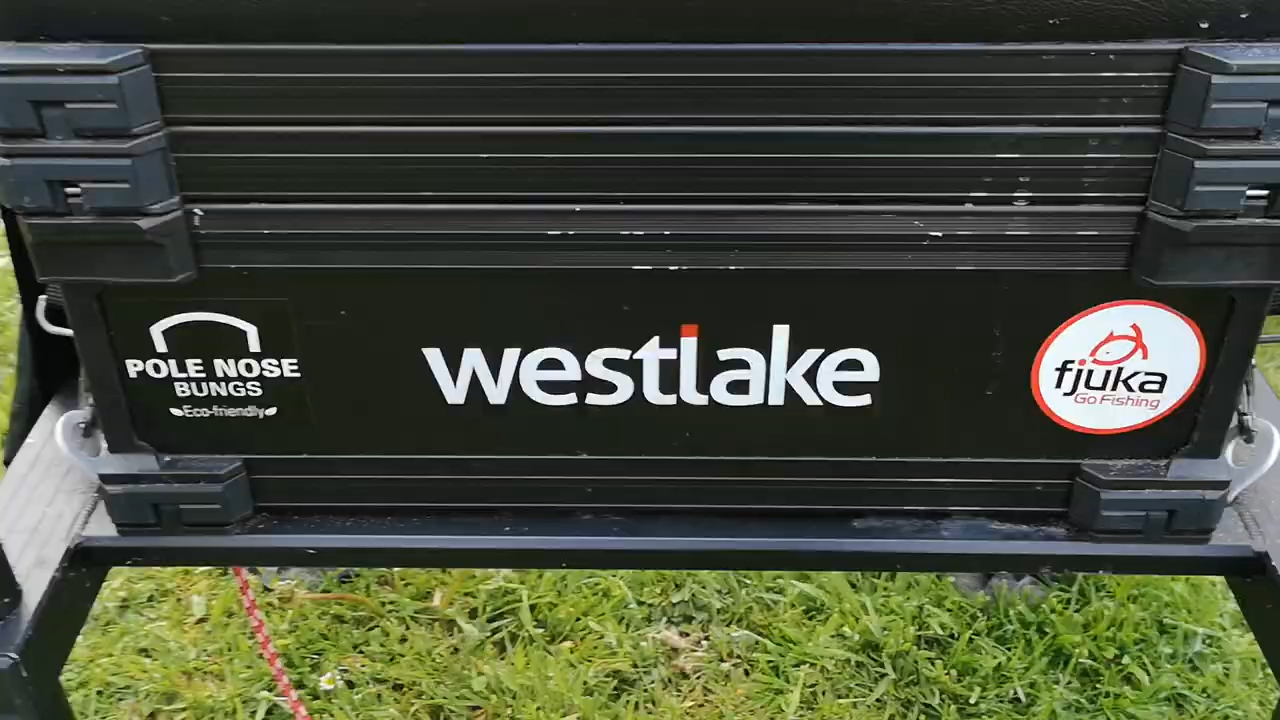 POLE NOSE
BUNGS
Eco-friendly
westlake
fjuka
Go Fishing